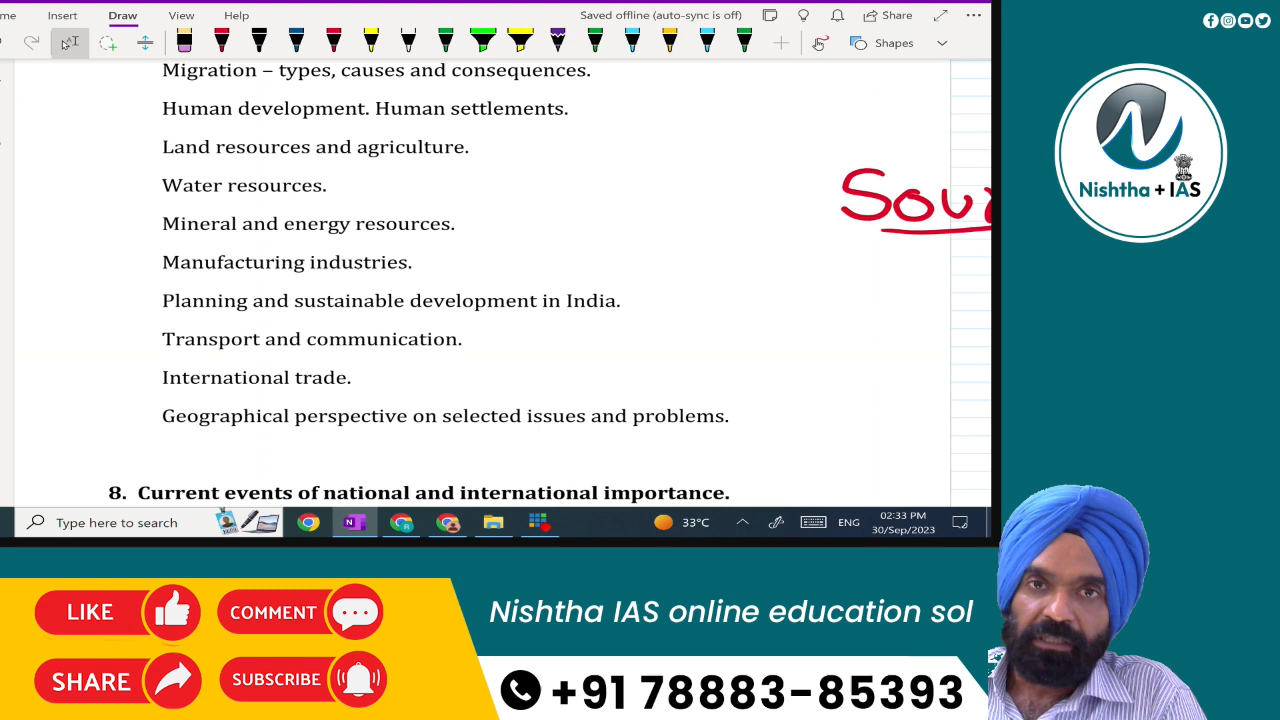 me Insert Draw View Help Saved offline (auto-sync is off) Share
Shapes
Migration – types, causes and consequences.
Human development. Human settlements.
Land resources and agriculture.
Water resources.
Mineral and energy resources.
Manufacturing industries.
Planning and sustainable development in India.
Transport and communication.
International trade.
Geographical perspective on selected issues and problems.
8. Current events of national and international importance.
Sour
Nishtha + IAS
Type here to search 33°C ENG 02:33 PM
30/Sep/2023
LIKE COMMENT
SHARE SUBSCRIBE
Nishtha IAS online education sol
+91 78883-85393